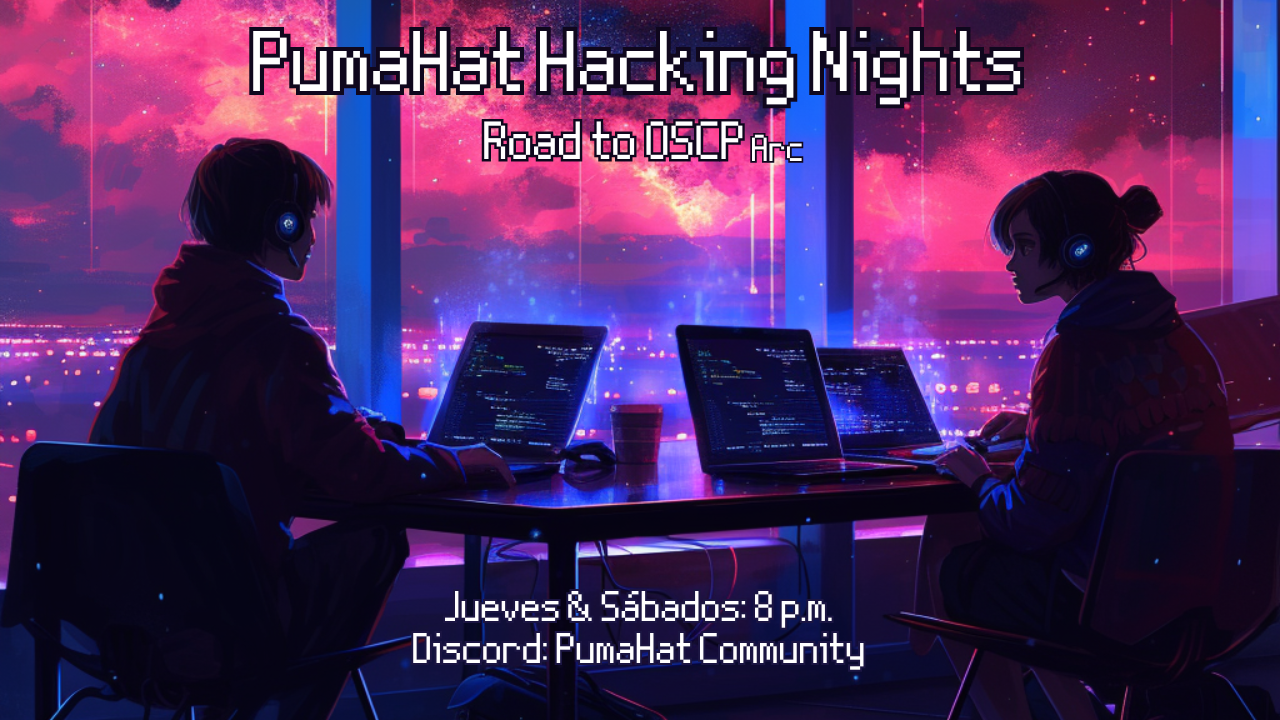 PumaHat Hacking Nights
Road to OSCP Arc
Jueves & Sábados: 8 p.m.
Discord: PumaHat Community